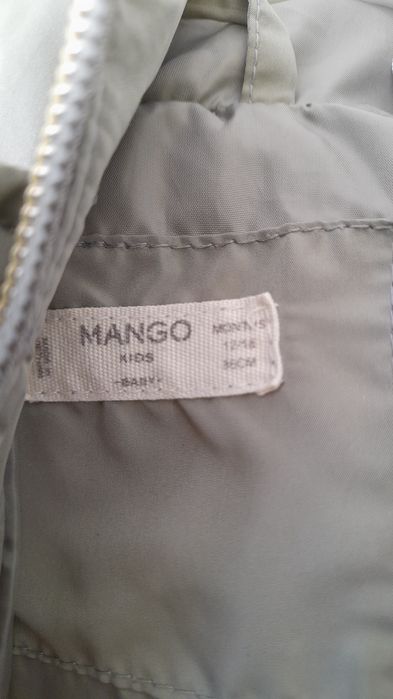 MANGO
KIDS
-BABY-
MONTHS
12/18
86CM